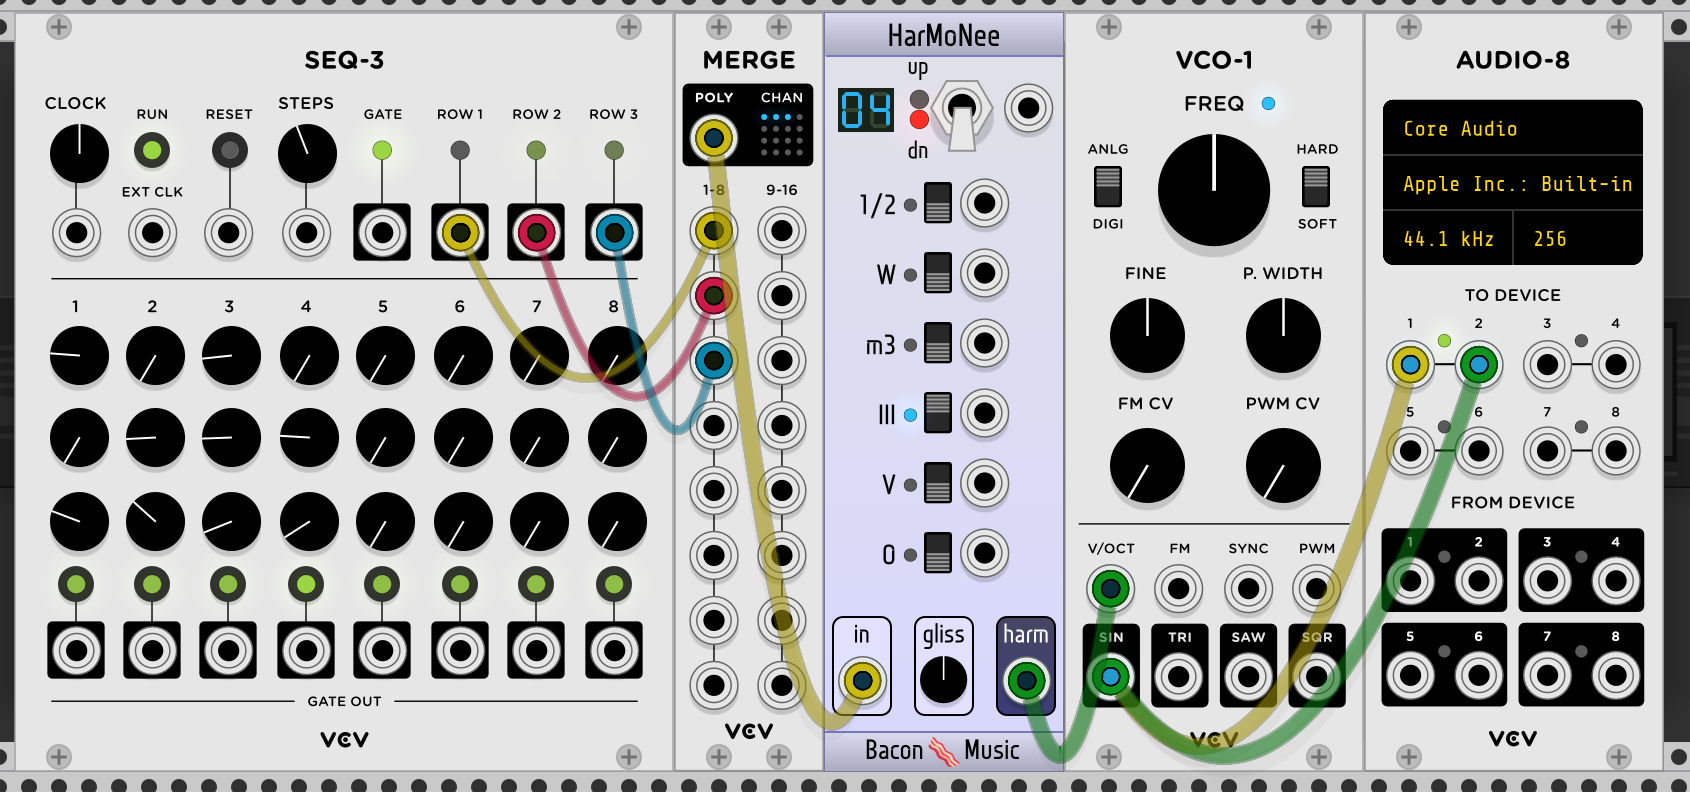 SEQ-3
CLOCK
RUN
RESET
STEPS
GATE
ROW 1
ROW 2
ROW 3
EXT CLK
1 2 3 4 5 6 7 8
GATE OUT
VCV
MERGE
POLY
CHAN
1-8
9-16
VCV
HarMoNee
up
04
dn
1/2
W
m3
III
V
O
in
gliss
harm
Bacon Music
VCO-1
FREQ
ANLG
DIGI
HARD
SOFT
FINE
P. WIDTH
FM CV
PWM CV
V/OCT
FM
SYNC
PWM
SIN
TRI
SAW
SQR
VCV
AUDIO-8
Core Audio
Apple Inc.: Built-in
44.1 kHz
256
TO DEVICE
1 2 3 4
5 6 7 8
FROM DEVICE
1 2 3 4
5 6 7 8
VCV